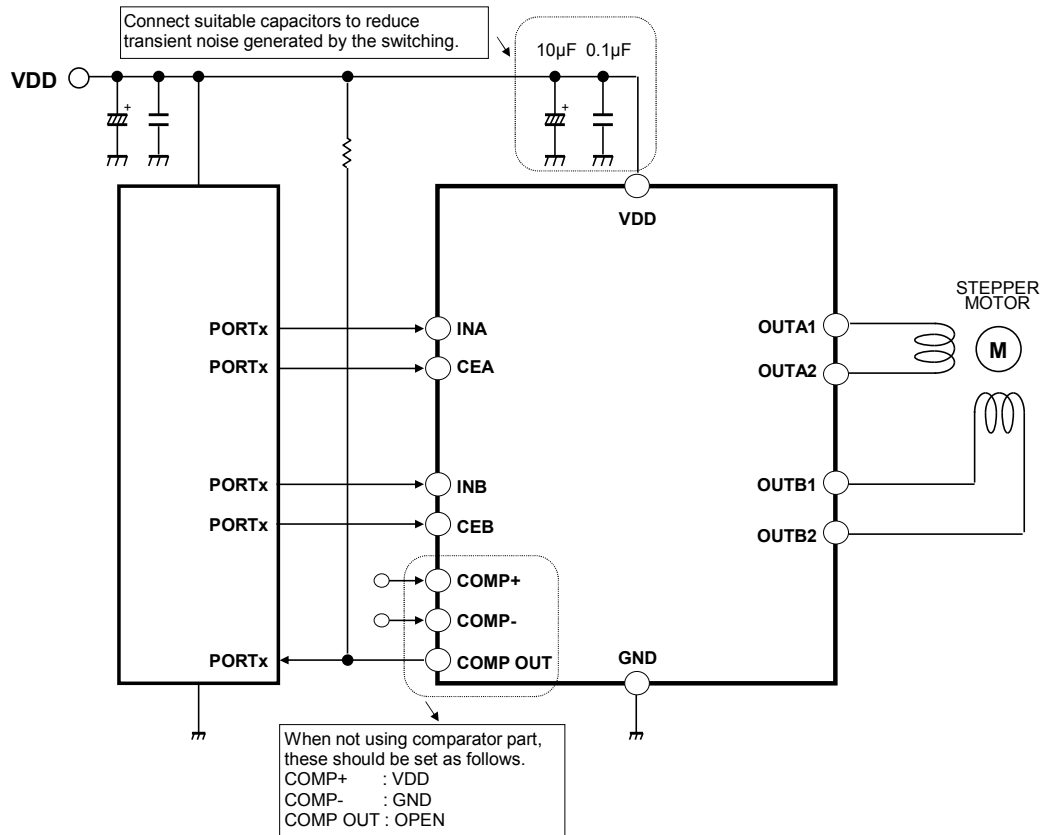 Connect suitable capacitors to reduce
transient noise generated by the switching.
10µF 0.1µF
VDD
+
+
VDD
STEPPER
MOTOR
PORTx
INA
OUTA1
M
PORTx
CEA
OUTA2
PORTx
INB
OUTB1
PORTx
CEB
OUTB2
COMP+
COMP-
PORTx
COMP OUT
GND
When not using comparator part,
these should be set as follows.
COMP+ : VDD
COMP- : GND
COMP OUT : OPEN